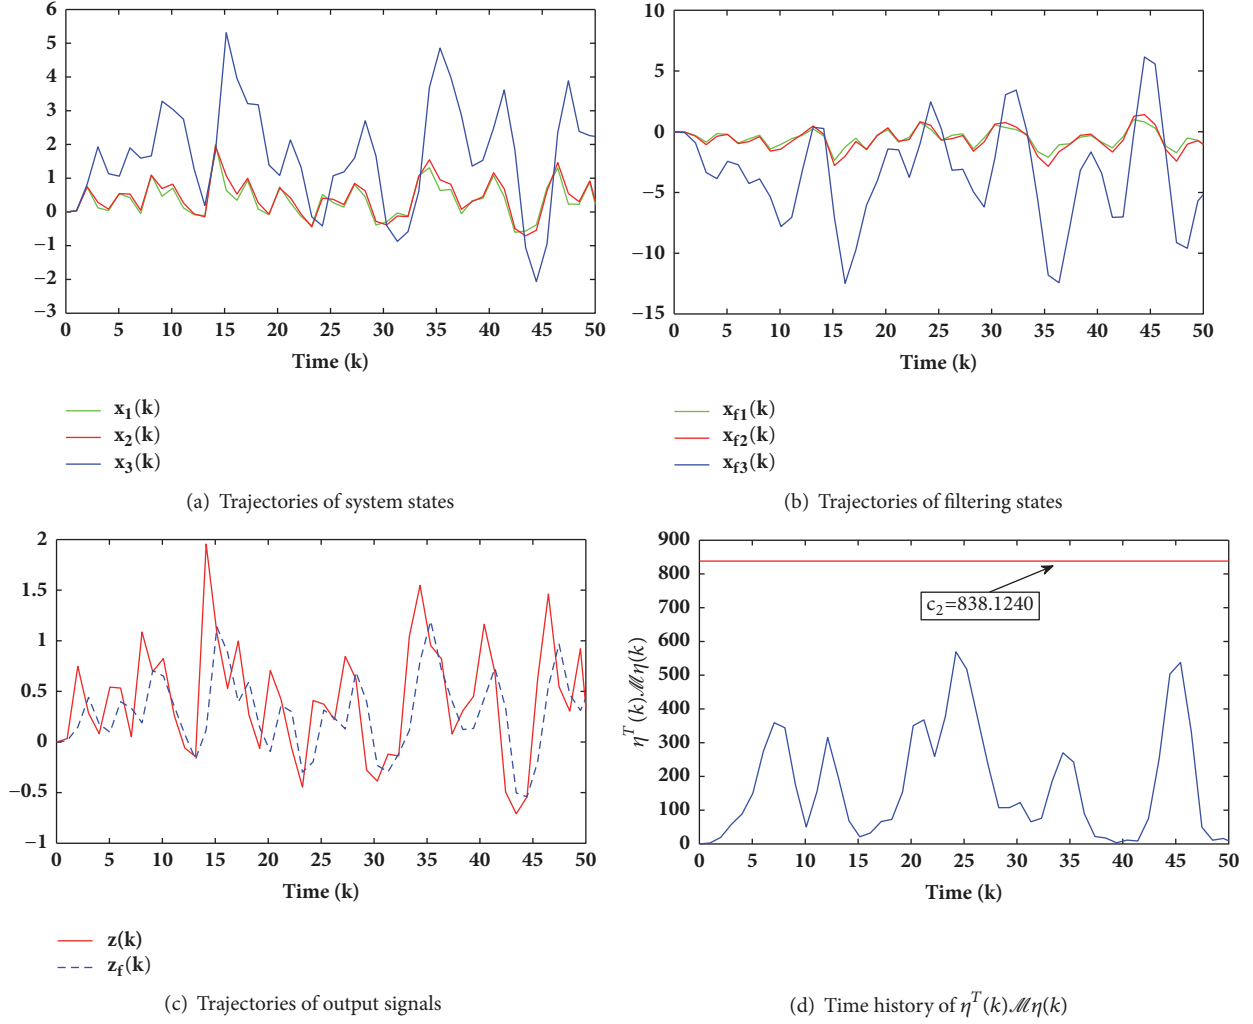 6
5
4
3
2
1
0
−1
−2
−3
0 5 10 15 20 25 30 35 40 45 50
Time (k)
x1(k)
x2(k)
x3(k)
(a) Trajectories of system states
10
5
0
−5
−10
−15
0 5 10 15 20 25 30 35 40 45 50
Time (k)
xf1(k)
xf2(k)
xf3(k)
(b) Trajectories of filtering states
2
1.5
1
0.5
0
−0.5
−1
0 5 10 15 20 25 30 35 40 45 50
Time (k)
z(k)
zf(k)
(c) Trajectories of output signals
900
800
700
600
500
400
300
200
100
0
η^T(k)ℳη(k)
c2=838.1240
0 5 10 15 20 25 30 35 40 45 50
Time (k)
(d) Time history of η^T(k)ℳη(k)